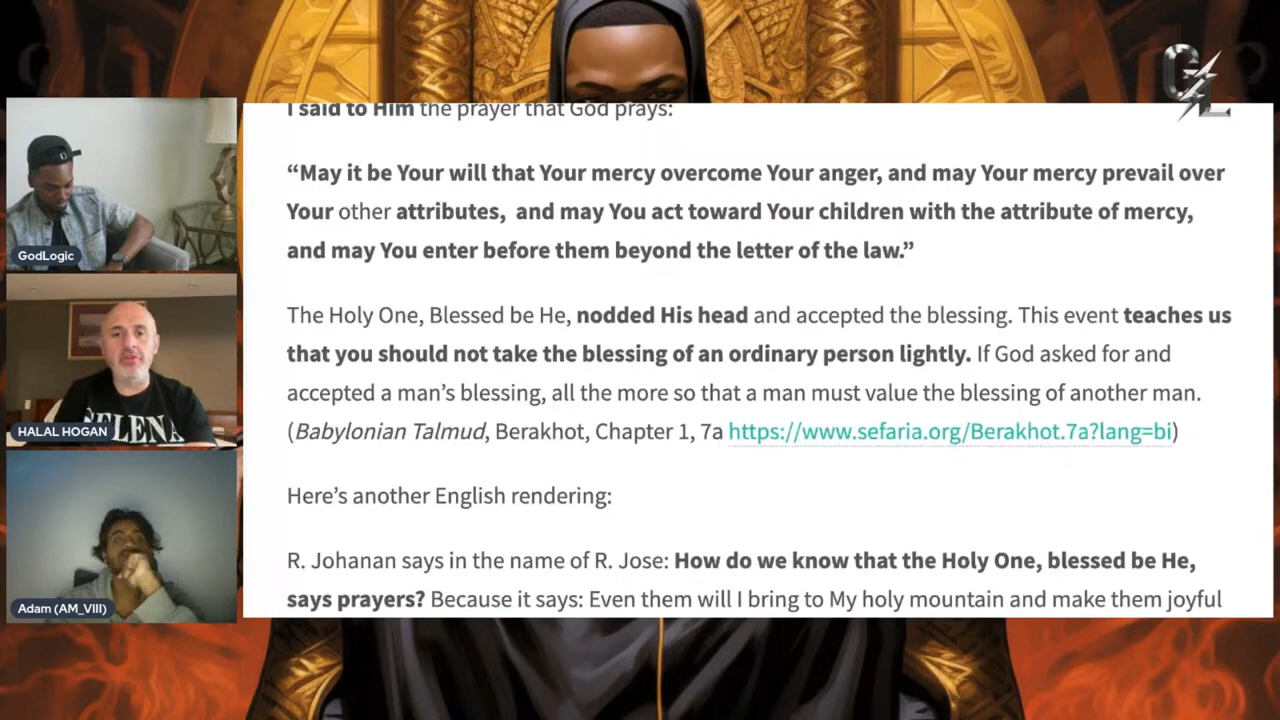 GL
GodLogic
HALAL HOGAN
SELENA
Adam (AM_VIII)
I said to Him the prayer that God prays:
“May it be Your will that Your mercy overcome Your anger, and may Your mercy prevail over
Your other attributes,  and may You act toward Your children with the attribute of mercy,
and may You enter before them beyond the letter of the law.”
The Holy One, Blessed be He, nodded His head and accepted the blessing. This event teaches us
that you should not take the blessing of an ordinary person lightly. If God asked for and
accepted a man’s blessing, all the more so that a man must value the blessing of another man.
(Babylonian Talmud, Berakhot, Chapter 1, 7a https://www.sefaria.org/Berakhot.7a?lang=bi)
Here’s another English rendering:
R. Johanan says in the name of R. Jose: How do we know that the Holy One, blessed be He,
says prayers? Because it says: Even them will I bring to My holy mountain and make them joyful